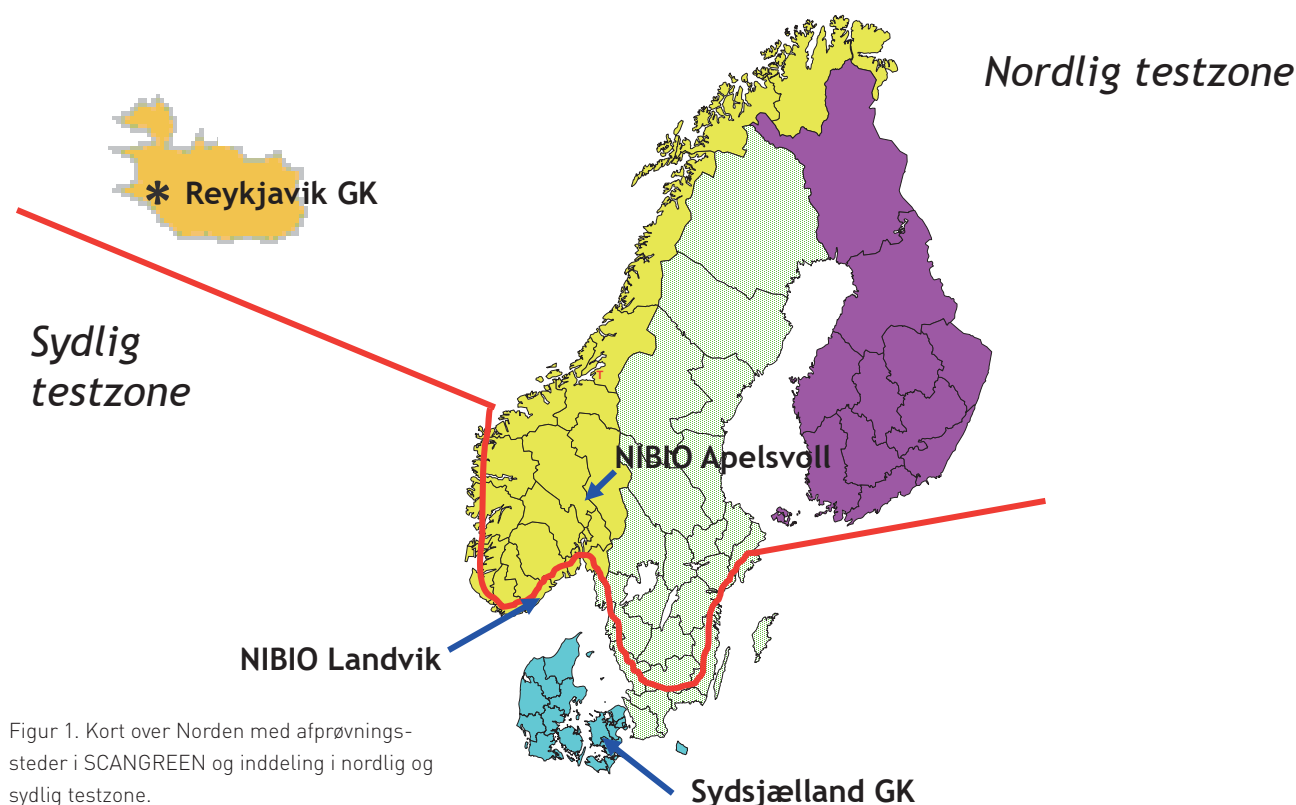 Nordlig testzone
* Reykjavik GK
Sydlig
testzone
T
NIBIO Apelsvoll
NIBIO Landvik
Figur 1. Kort over Norden med afprøvnings-
steder i SCANGREEN og inddeling i nordlig og
sydlig testzone.
Sydsjælland GK